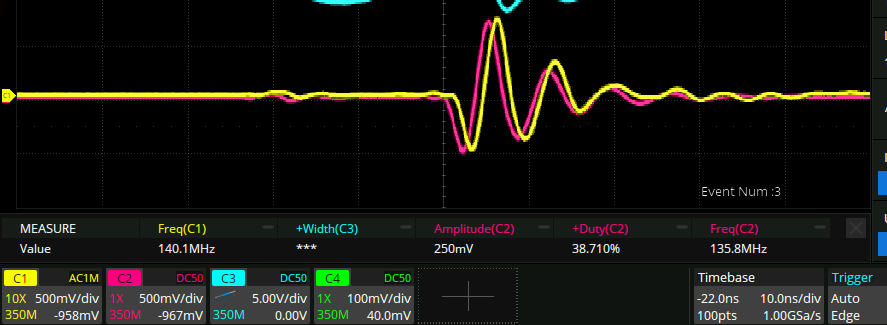 C1
Event Num :3
MEASURE Freq(C1) +Width(C3) Amplitude(C2) +Duty(C2) Freq(C2)
Value 140.1MHz *** 250mV 38.710% 135.8MHz
C1 AC1M C2 DC50 C3 DC50 C4 DC50 Timebase Trigger
10X 500mV/div 1X 500mV/div 5.00V/div 1X 100mV/div -22.0ns 10.0ns/div Auto
350M -958mV 350M -967mV 350M 0.00V 350M 40.0mV 100pts 1.00GSa/s Edge